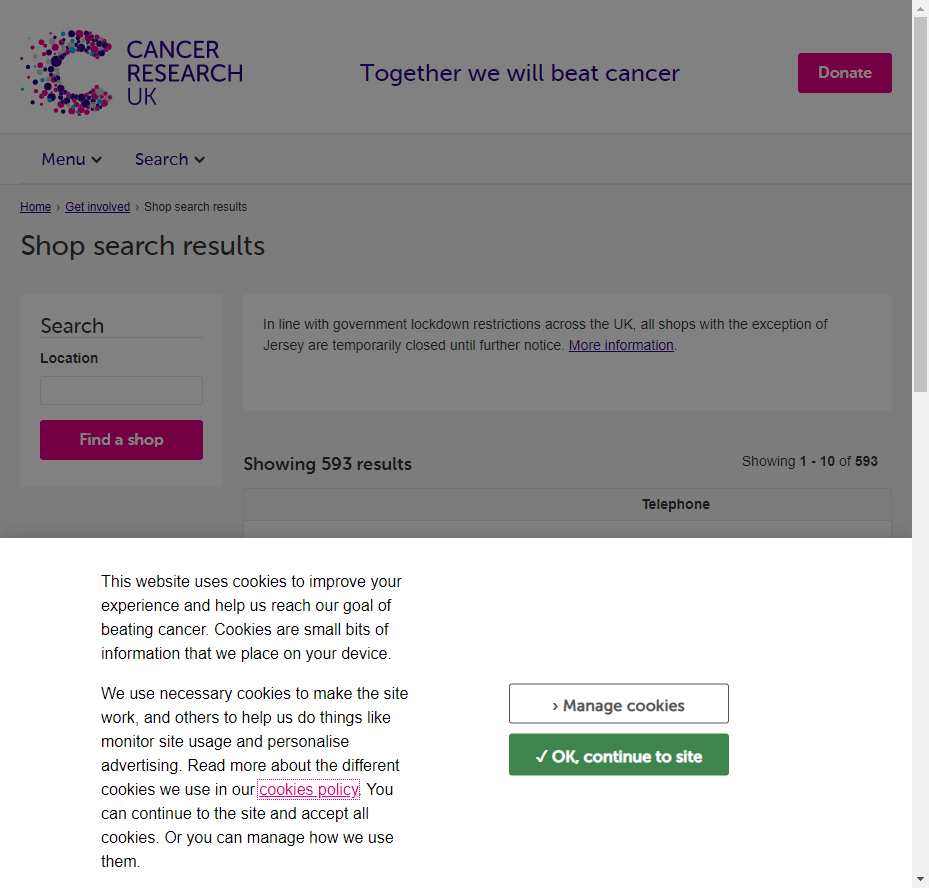 CANCER
RESEARCH
UK
Together we will beat cancer
Donate
Menu
Search
Home › Get involved › Shop search results
Shop search results
Search
Location
Find a shop
In line with government lockdown restrictions across the UK, all shops with the exception of
Jersey are temporarily closed until further notice. More information.
Showing 593 results
Showing 1 - 10 of 593
Telephone
This website uses cookies to improve your
experience and help us reach our goal of
beating cancer. Cookies are small bits of
information that we place on your device.
We use necessary cookies to make the site
work, and others to help us do things like
monitor site usage and personalise
advertising. Read more about the different
cookies we use in our cookies policy. You
can continue to the site and accept all
cookies. Or you can manage how we use
them.
› Manage cookies
✓ OK, continue to site